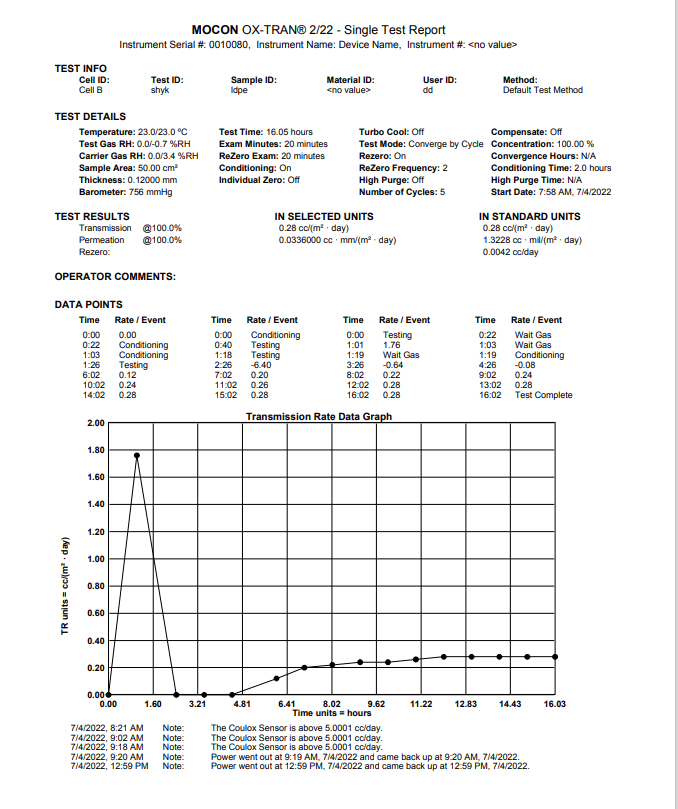 MOCON OX-TRAN® 2/22 - Single Test Report
Instrument Serial #: 0010080, Instrument Name: Device Name, Instrument #: <no value>
TEST INFO
Cell ID: Test ID: Sample ID: Material ID: User ID: Method:
Cell B shyk ldpe <no value> dd Default Test Method
TEST DETAILS
Temperature: 23.0/23.0 ºC Test Time: 16.05 hours Turbo Cool: Off Compensate: Off
Test Gas RH: 0.0/-0.7 %RH Exam Minutes: 20 minutes Test Mode: Converge by Cycle Concentration: 100.00 %
Carrier Gas RH: 0.0/3.4 %RH ReZero Exam: 20 minutes Rezero: On Convergence Hours: N/A
Sample Area: 50.00 cm² Conditioning: On ReZero Frequency: 2 Conditioning Time: 2.0 hours
Thickness: 0.12000 mm Individual Zero: Off High Purge: Off High Purge Time: N/A
Barometer: 756 mmHg Number of Cycles: 5 Start Date: 7:58 AM, 7/4/2022
TEST RESULTS IN SELECTED UNITS IN STANDARD UNITS
Transmission @100.0% 0.28 cc/(m² · day) 0.28 cc/(m² · day)
Permeation @100.0% 0.0336000 cc · mm/(m² · day) 1.3228 cc · mil/(m² · day)
Rezero: 0.0042 cc/day
OPERATOR COMMENTS:
DATA POINTS
Time Rate / Event Time Rate / Event Time Rate / Event Time Rate / Event
0:00 0.00 0:00 Conditioning 0:00 Testing 0:22 Wait Gas
0:22 Conditioning 0:40 Testing 1:01 1.76 1:03 Wait Gas
1:03 Conditioning 1:18 Testing 1:19 Wait Gas 1:19 Conditioning
1:26 Testing 2:26 -6.40 3:26 -0.64 4:26 -0.08
6:02 0.12 7:02 0.20 8:02 0.22 9:02 0.24
10:02 0.24 11:02 0.26 12:02 0.28 13:02 0.28
14:02 0.28 15:02 0.28 16:02 0.28 16:02 Test Complete
Transmission Rate Data Graph
2.00
1.80
1.60
1.40
1.20
1.00
0.80
0.60
0.40
0.20
0.00
TR units = cc/(m² · day)
0.00 1.60 3.21 4.81 6.41 8.02 9.62 11.22 12.83 14.43 16.03
Time units = hours
7/4/2022, 8:21 AM Note: The Coulox Sensor is above 5.0001 cc/day.
7/4/2022, 9:02 AM Note: The Coulox Sensor is above 5.0001 cc/day.
7/4/2022, 9:18 AM Note: The Coulox Sensor is above 5.0001 cc/day.
7/4/2022, 9:20 AM Note: Power went out at 9:19 AM, 7/4/2022 and came back up at 9:20 AM, 7/4/2022.
7/4/2022, 12:59 PM Note: Power went out at 12:59 PM, 7/4/2022 and came back up at 12:59 PM, 7/4/2022.